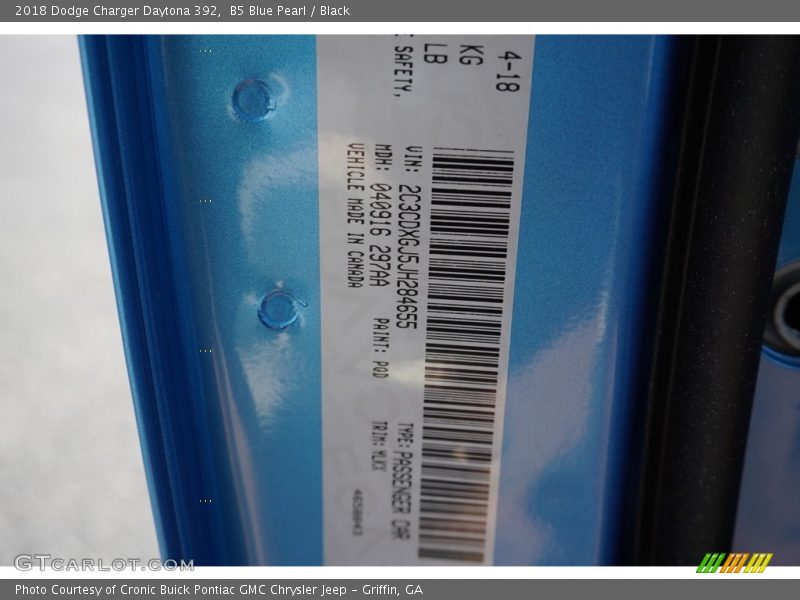 2018 Dodge Charger Daytona 392, B5 Blue Pearl / Black
4-18
KG
LB
SAFETY,
VIN: 2C3CDXGJ5JH284655 TYPE: PASSENGER CAR
MDH: 040916 297AA PAINT: PQD TRIM: MLXX
VEHICLE MADE IN CANADA
GTCarLot.com
Photo Courtesy of Cronic Buick Pontiac GMC Chrysler Jeep – Griffin, GA